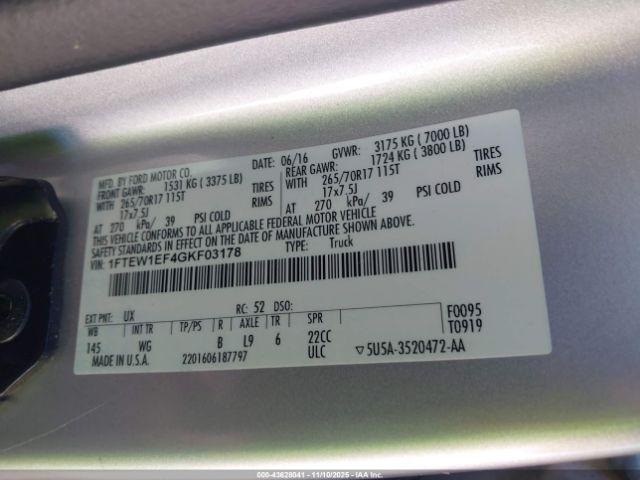 MFD. BY FORD MOTOR CO.
DATE: 06/16 GVWR: 3175 KG ( 7000 LB)
FRONT GAWR: 1531 KG ( 3375 LB)
REAR GAWR: 1724 KG ( 3800 LB)
WITH 265/70R17 115T TIRES
WITH 265/70R17 115T TIRES
17x7.5J RIMS
17x7.5J RIMS
AT 270 kPa/ 39 PSI COLD
AT 270 kPa/ 39 PSI COLD
THIS VEHICLE CONFORMS TO ALL APPLICABLE FEDERAL MOTOR VEHICLE
SAFETY STANDARDS IN EFFECT ON THE DATE OF MANUFACTURE SHOWN ABOVE.
VIN: 1FTEW1EF4GKF03178 TYPE: Truck
F0095
T0919
EXT PNT: UX RC: 52 DSO:
WB INT TR TP/PS R AXLE TR SPR
145 WG B L9 6 22CC
ULC
MADE IN U.S.A. 2201606187797
▽5U5A-3520472-AA
000-43628041 - 11/10/2025 - IAA Corp